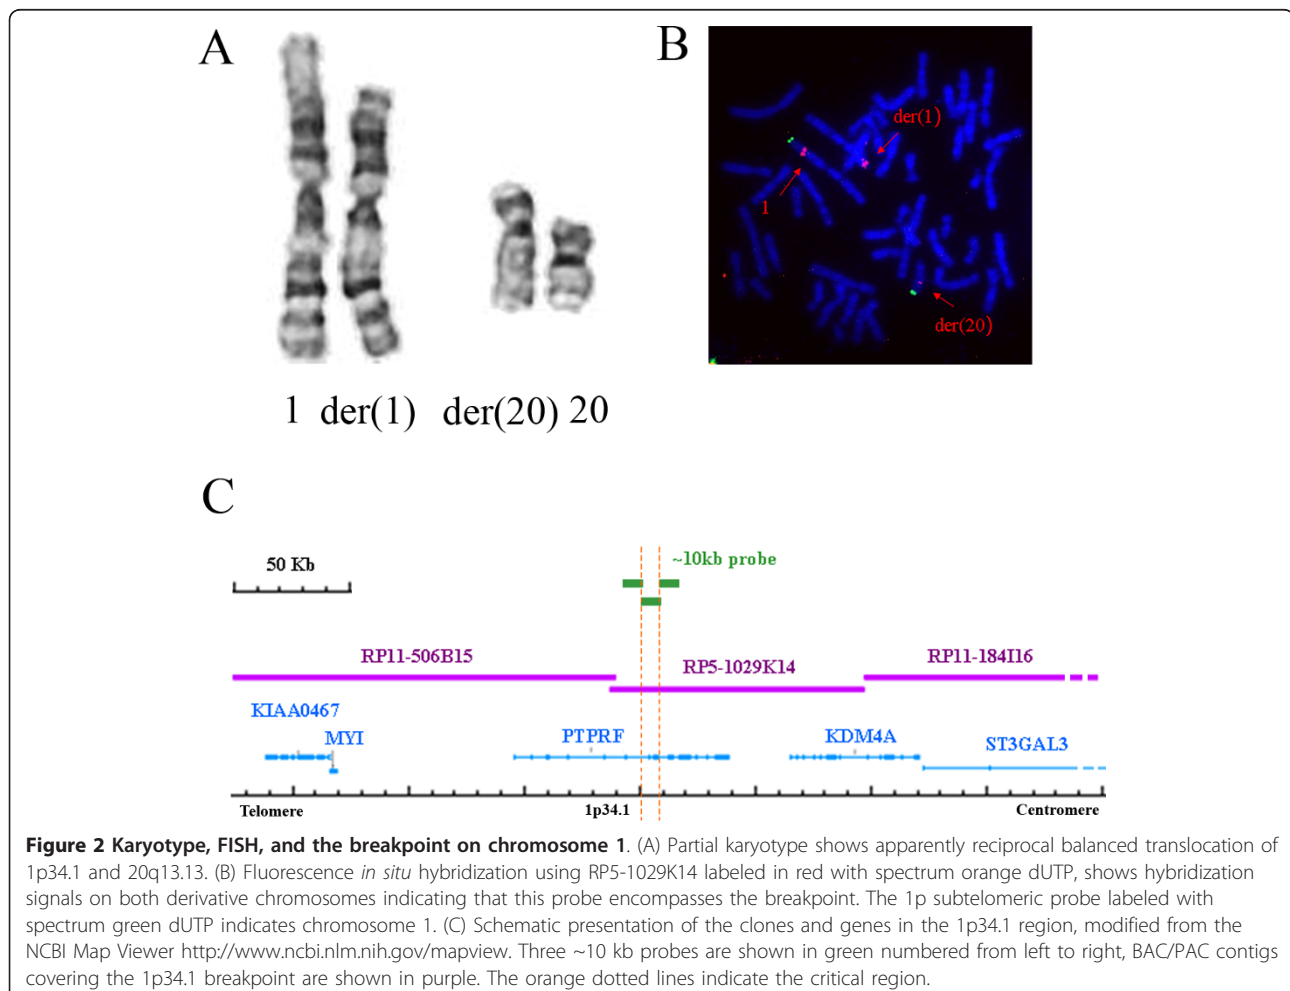 A
B
der(1)
1
der(20)
1 der(1) der(20) 20
C
50 Kb
~10kb probe
RP11-506B15
RP5-1029K14
RP11-184I16
KIAA0467
MYI
PTPRF
KDM4A
ST3GAL3
Telomere
1p34.1
Centromere
Figure 2 Karyotype, FISH, and the breakpoint on chromosome 1. (A) Partial karyotype shows apparently reciprocal balanced translocation of
1p34.1 and 20q13.13. (B) Fluorescence in situ hybridization using RP5-1029K14 labeled in red with spectrum orange dUTP, shows hybridization
signals on both derivative chromosomes indicating that this probe encompasses the breakpoint. The 1p subtelomeric probe labeled with
spectrum green dUTP indicates chromosome 1. (C) Schematic presentation of the clones and genes in the 1p34.1 region, modified from the
NCBI Map Viewer http://www.ncbi.nlm.nih.gov/mapview. Three ~10 kb probes are shown in green numbered from left to right, BAC/PAC contigs
covering the 1p34.1 breakpoint are shown in purple. The orange dotted lines indicate the critical region.